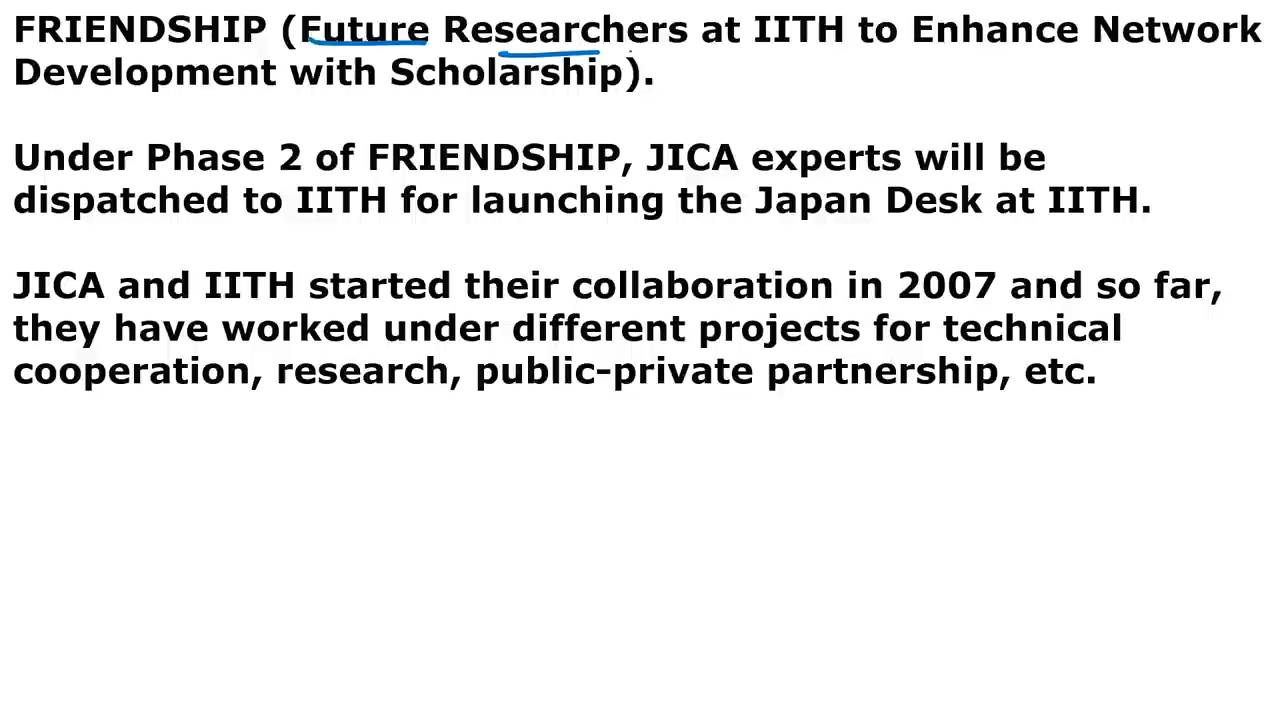 FRIENDSHIP (Future Researchers at IITH to Enhance Network
Development with Scholarship).
Under Phase 2 of FRIENDSHIP, JICA experts will be
dispatched to IITH for launching the Japan Desk at IITH.
JICA and IITH started their collaboration in 2007 and so far,
they have worked under different projects for technical
cooperation, research, public-private partnership, etc.